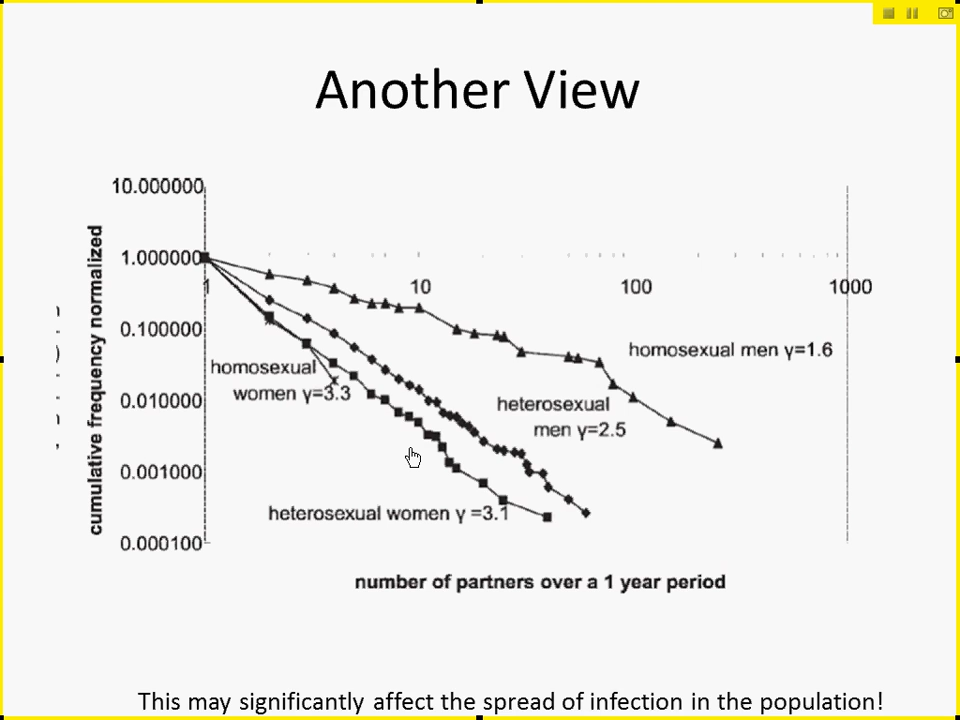 Another View
10.000000
1.000000
0.100000
0.010000
0.001000
0.000100
cumulative frequency normalized
1
10
100
1000
homosexual men γ=1.6
homosexual
women γ=3.3
heterosexual
men γ=2.5
heterosexual women γ =3.1
number of partners over a 1 year period
This may significantly affect the spread of infection in the population!